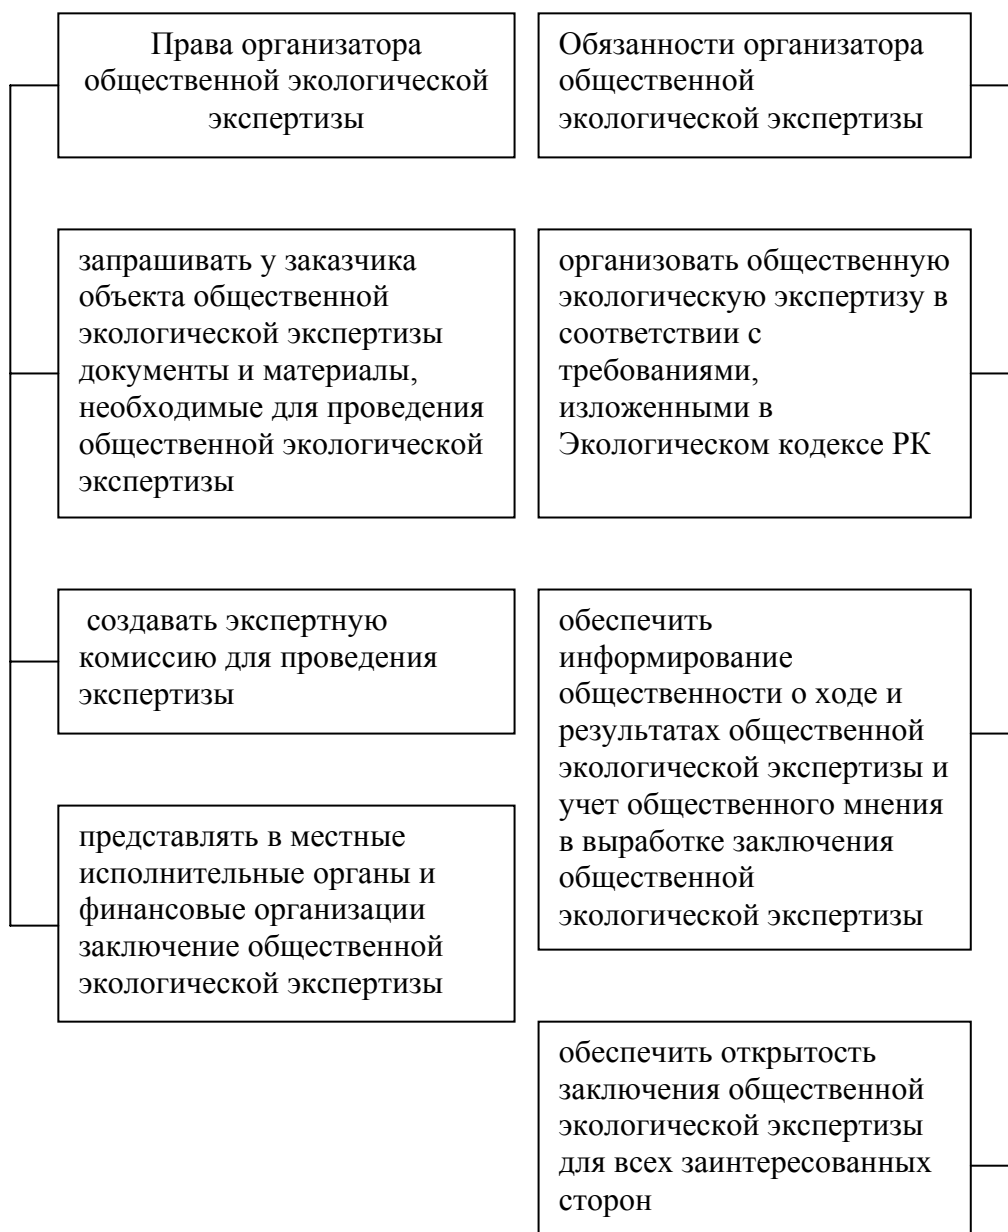 Права организатора
общественной экологической
экспертизы
Обязанности организатора
общественной
экологической экспертизы
запрашивать у заказчика
объекта общественной
экологической экспертизы
документы и материалы,
необходимые для проведения
общественной экологической
экспертизы
организовать общественную
экологическую экспертизу в
соответствии с
требованиями,
изложенными в
Экологическом кодексе РК
создавать экспертную
комиссию для проведения
экспертизы
обеспечить
информирование
общественности о ходе и
результатах общественной
экологической экспертизы и
учет общественного мнения
в выработке заключения
общественной
экологической экспертизы
представлять в местные
исполнительные органы и
финансовые организации
заключение общественной
экологической экспертизы
обеспечить открытость
заключения общественной
экологической экспертизы
для всех заинтересованных
сторон